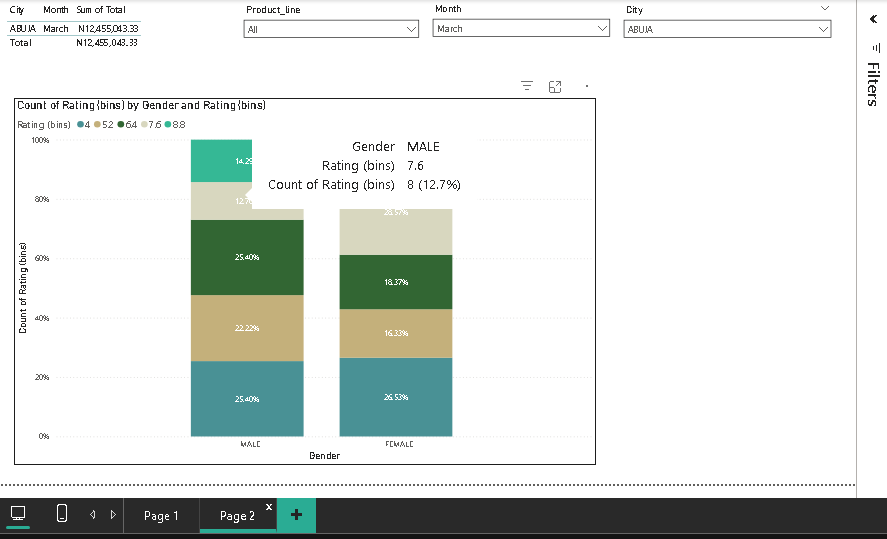 City Month Sum of Total
ABUJA March N12,455,043.33
Total N12,455,043.33
Product_line
All
Month
March
City
ABUJA
Filters
Count of Rating (bins) by Gender and Rating (bins)
Rating (bins) 4 5.2 6.4 7.6 8.8
100%
80%
60%
40%
20%
0%
Count of Rating (bins)
14.29
12.70
25.40%
22.22%
25.40%
28.57%
18.37%
16.33%
26.53%
Gender MALE
Rating (bins) 7.6
Count of Rating (bins) 8 (12.7%)
MALE FEMALE
Gender
Page 1
Page 2 x
+